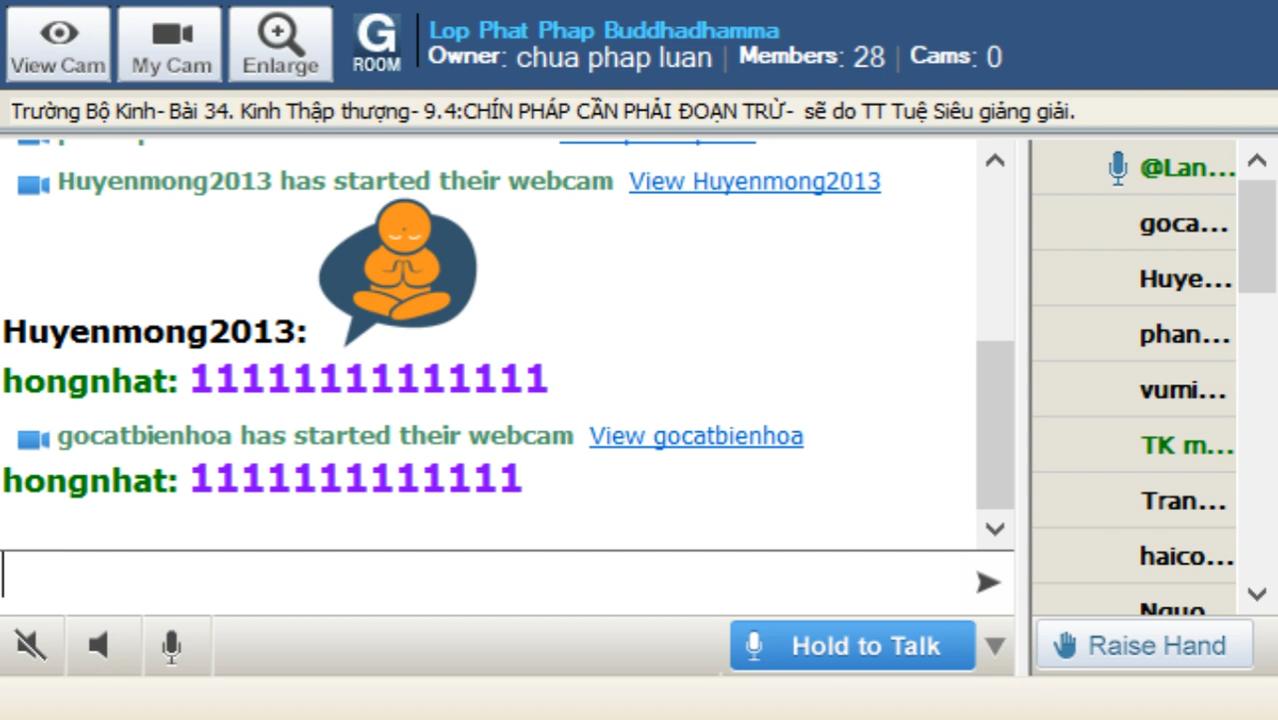 View Cam
My Cam
Enlarge
G
ROOM
Lop Phat Phap Buddhadhamma
Owner: chua phap luan | Members: 28 | Cams: 0
Trường Bộ Kinh- Bài 34. Kinh Thập thượng- 9.4:CHÍN PHÁP CẦN PHẢI ĐOẠN TRỪ- sẽ do TT Tuệ Siêu giảng giải.
Huyenmong2013 has started their webcam View Huyenmong2013
Huyenmong2013:
hongnhat: 11111111111111
gocatbienhoa has started their webcam View gocatbienhoa
hongnhat: 1111111111111
Hold to Talk
@Lan...
goca...
Huye...
phan...
vumi...
TK m...
Tran...
haico...
Nguo
Raise Hand